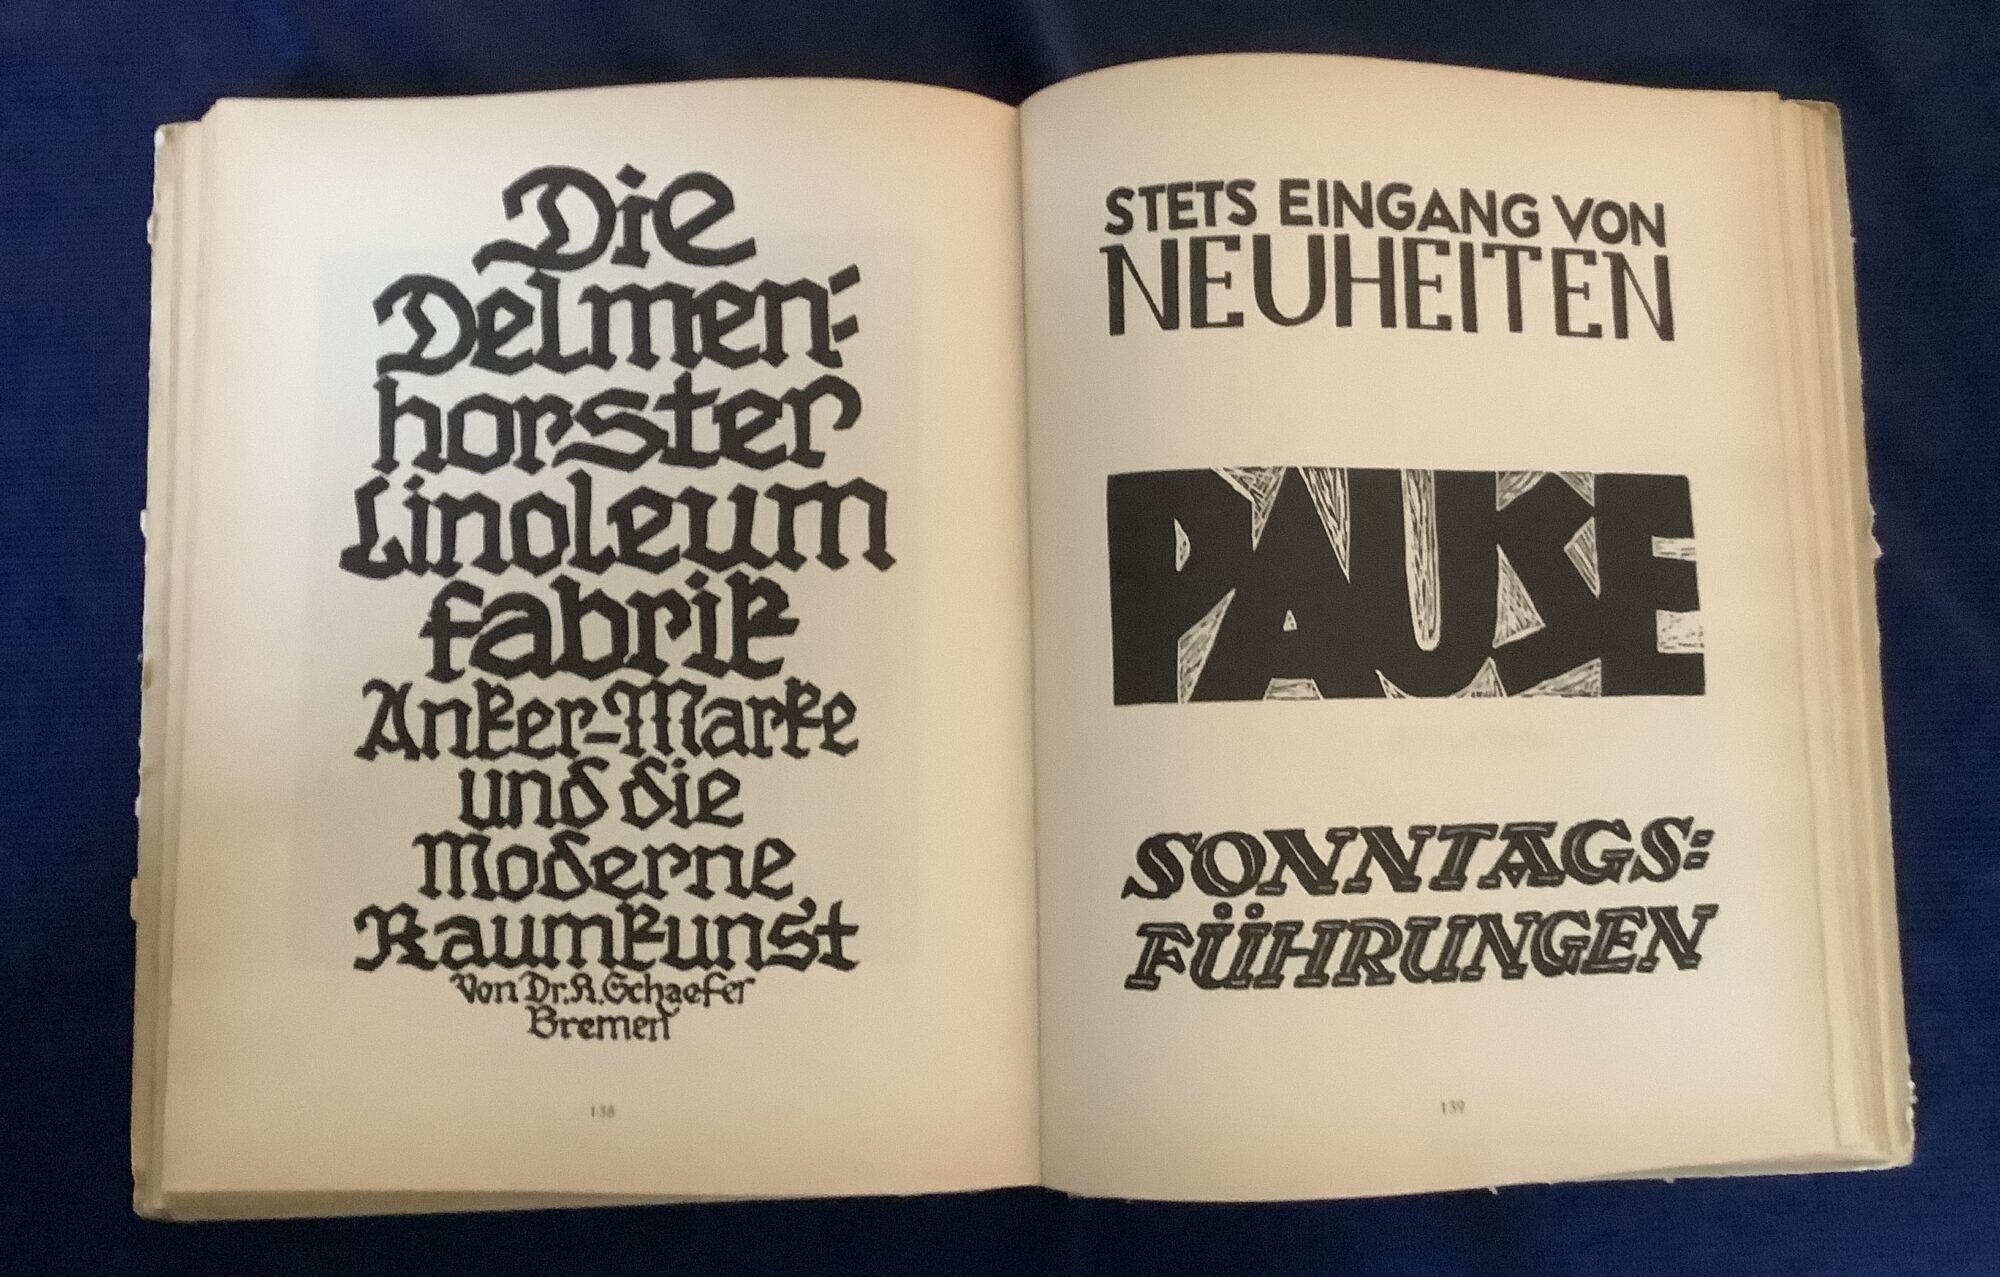 Die
Delmen:
horster
Linoleum
fabrik
Anker-Marke
und die
Moderne
Raumkunst
Von Dr. R. Schaefer
Bremen
138
STETS EINGANG VON
NEUHEITEN
PAUSE
SONNTAGS:
FÜHRUNGEN
139